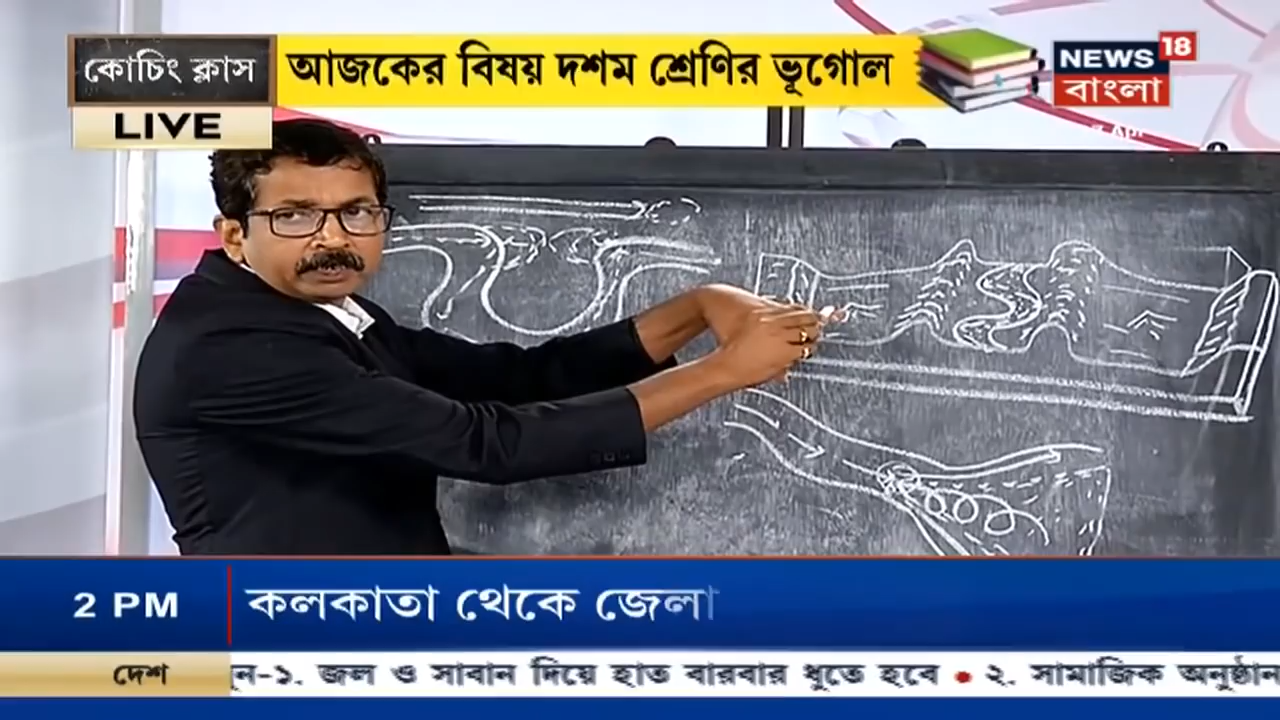 কোচিং ক্লাস
আজকের বিষয় দশম শ্রেণির ভূগোল
NEWS 18
বাংলা
LIVE
2 PM
কলকাতা থেকে জেলা
দেশ
ুন-১. জল ও সাবান দিয়ে হাত বারবার ধুতে হবে • ২. সামাজিক অনুষ্ঠান